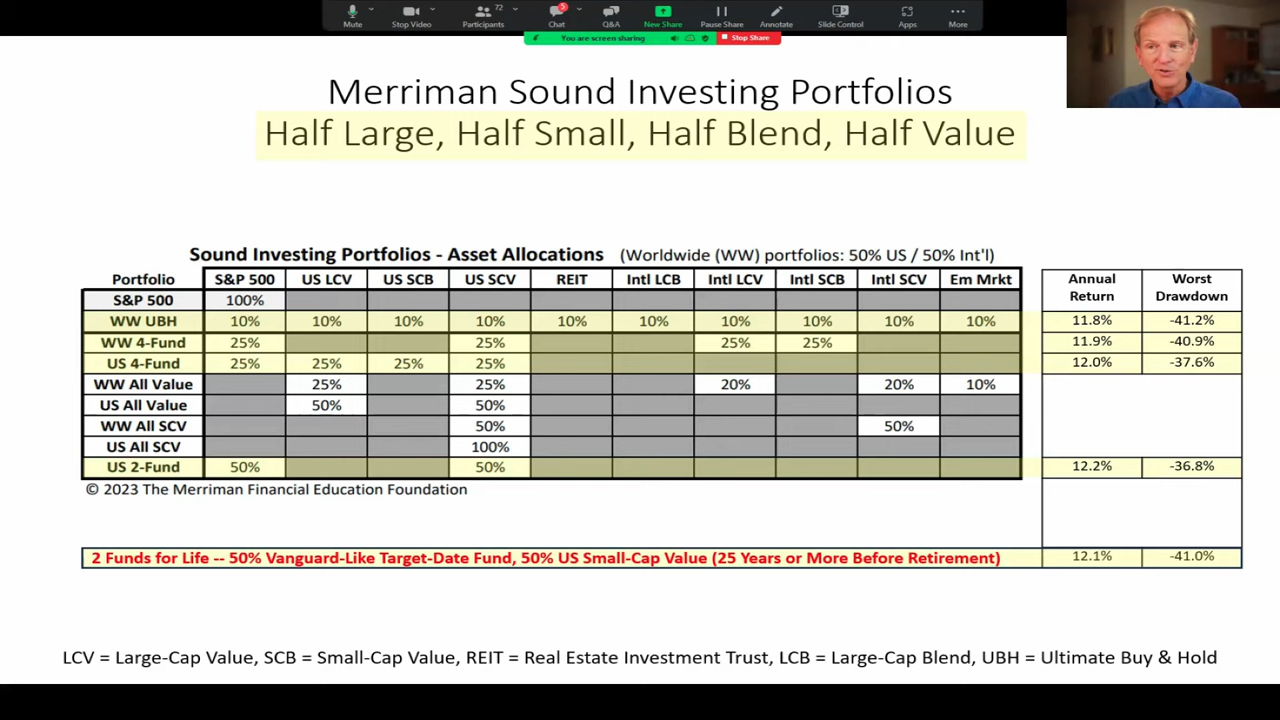 Mute Stop Video Participants 72 Chat 5 Q&A New Share Pause Share Annotate Slide Control Apps More
You are screen sharing Stop Share
Merriman Sound Investing Portfolios
Half Large, Half Small, Half Blend, Half Value
Sound Investing Portfolios - Asset Allocations (Worldwide (WW) portfolios: 50% US / 50% Int'l)
Portfolio S&P 500 US LCV US SCB US SCV REIT Intl LCB Intl LCV Intl SCB Intl SCV Em Mrkt Annual Return Worst Drawdown
S&P 500 100%
WW UBH 10% 10% 10% 10% 10% 10% 10% 10% 10% 10% 11.8% -41.2%
WW 4-Fund 25% 25% 25% 25% 11.9% -40.9%
US 4-Fund 25% 25% 25% 25% 12.0% -37.6%
WW All Value 25% 25% 20% 20% 10%
US All Value 50% 50%
WW All SCV 50% 50%
US All SCV 100%
US 2-Fund 50% 50% 12.2% -36.8%
© 2023 The Merriman Financial Education Foundation
2 Funds for Life -- 50% Vanguard-Like Target-Date Fund, 50% US Small-Cap Value (25 Years or More Before Retirement) 12.1% -41.0%
LCV = Large-Cap Value, SCB = Small-Cap Value, REIT = Real Estate Investment Trust, LCB = Large-Cap Blend, UBH = Ultimate Buy & Hold